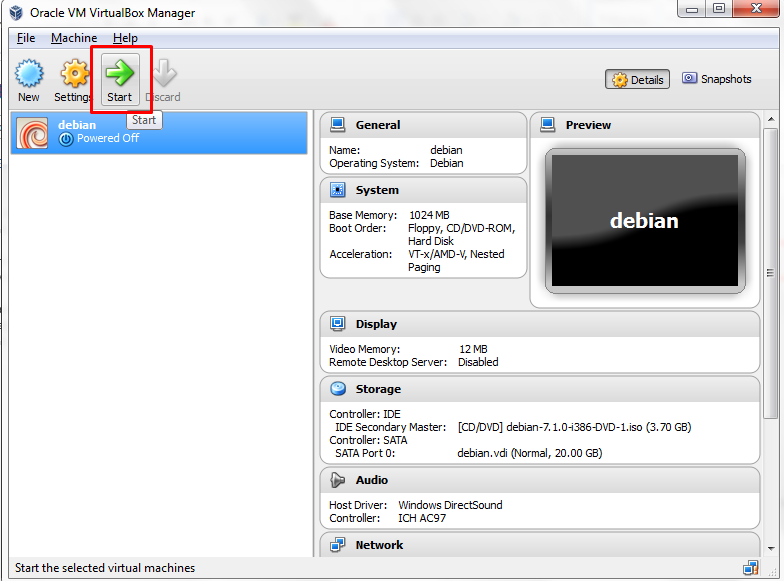 Oracle VM VirtualBox Manager
File Machine Help
New Settings Start Discard
Details Snapshots
Start
debian
Powered Off
General
Name: debian
Operating System: Debian
System
Base Memory: 1024 MB
Boot Order: Floppy, CD/DVD-ROM,
Hard Disk
Acceleration: VT-x/AMD-V, Nested
Paging
Preview
debian
Display
Video Memory: 12 MB
Remote Desktop Server: Disabled
Storage
Controller: IDE
IDE Secondary Master: [CD/DVD] debian-7.1.0-i386-DVD-1.iso (3.70 GB)
Controller: SATA
SATA Port 0: debian.vdi (Normal, 20.00 GB)
Audio
Host Driver: Windows DirectSound
Controller: ICH AC97
Network
Start the selected virtual machines